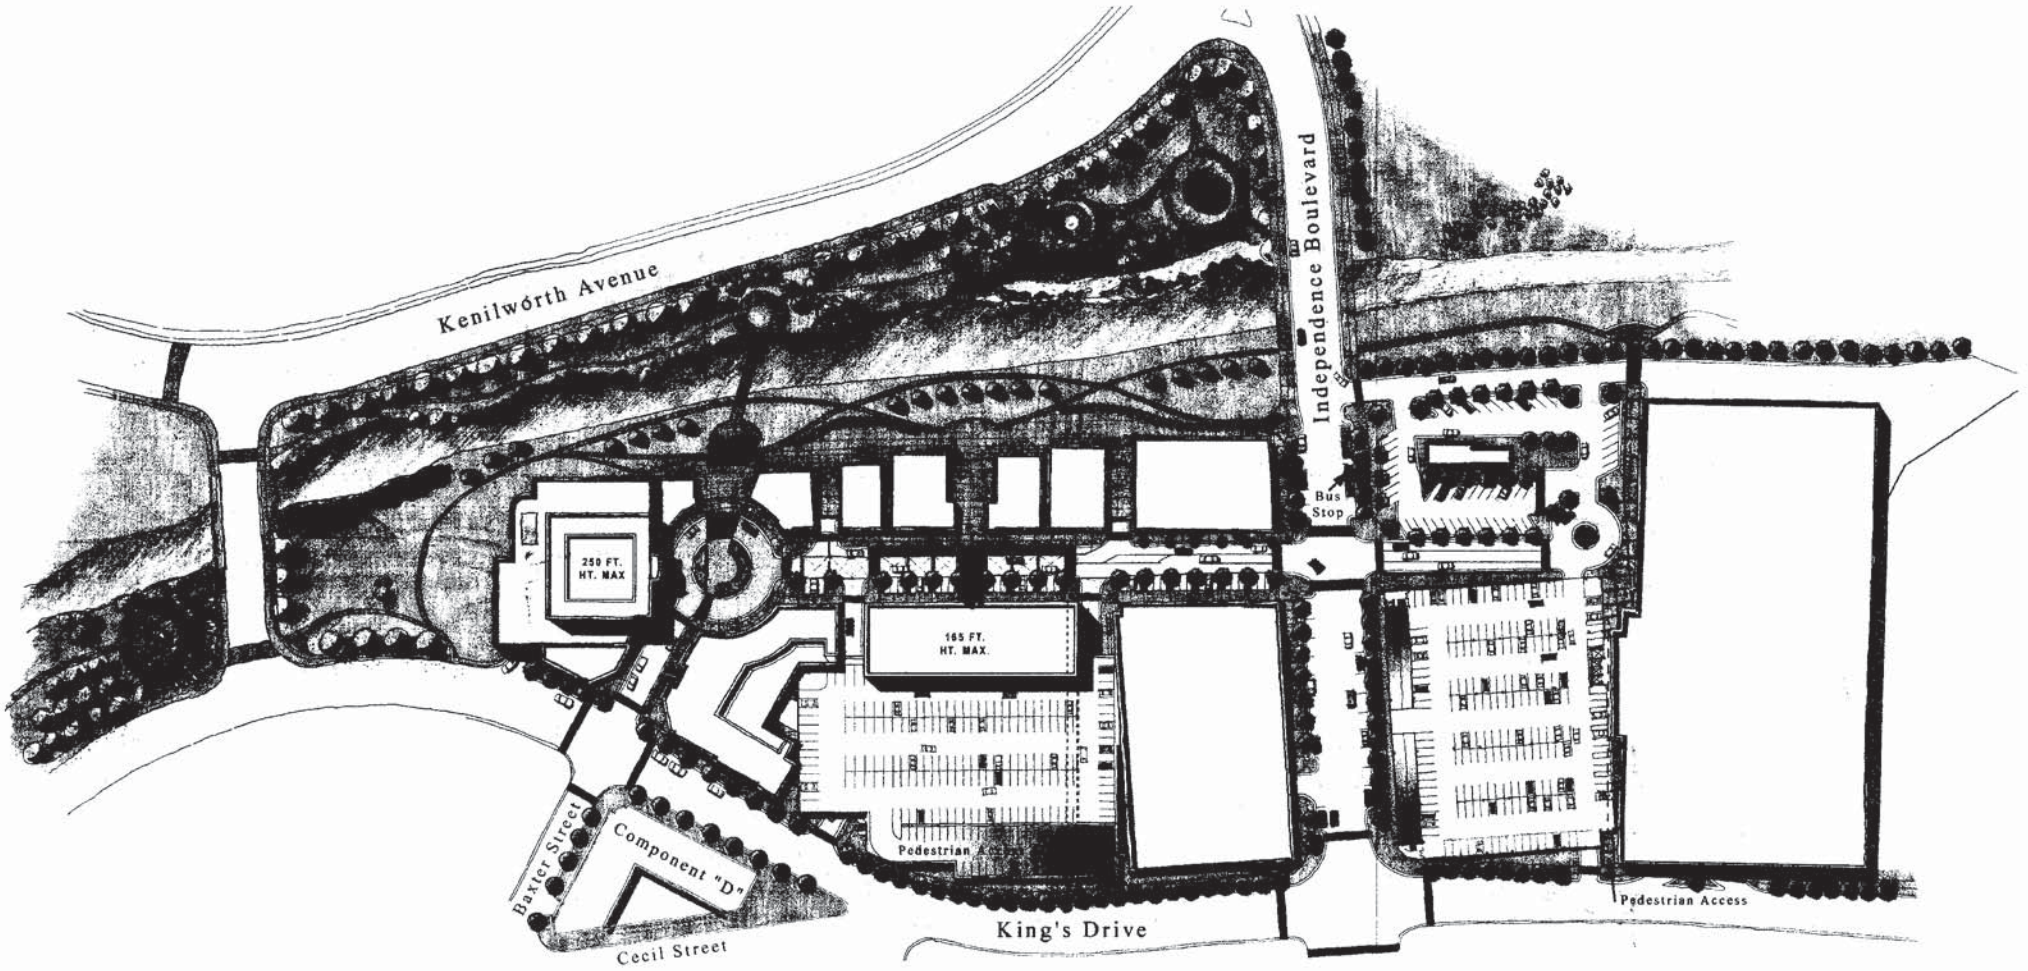 Kenilworth Avenue
Independence Boulevard
Bus
Stop
250 FT.
HT. MAX
165 FT.
HT. MAX.
Baxter Street
Component "D"
Cecil Street
Pedestrian Access
King's Drive
Pedestrian Access